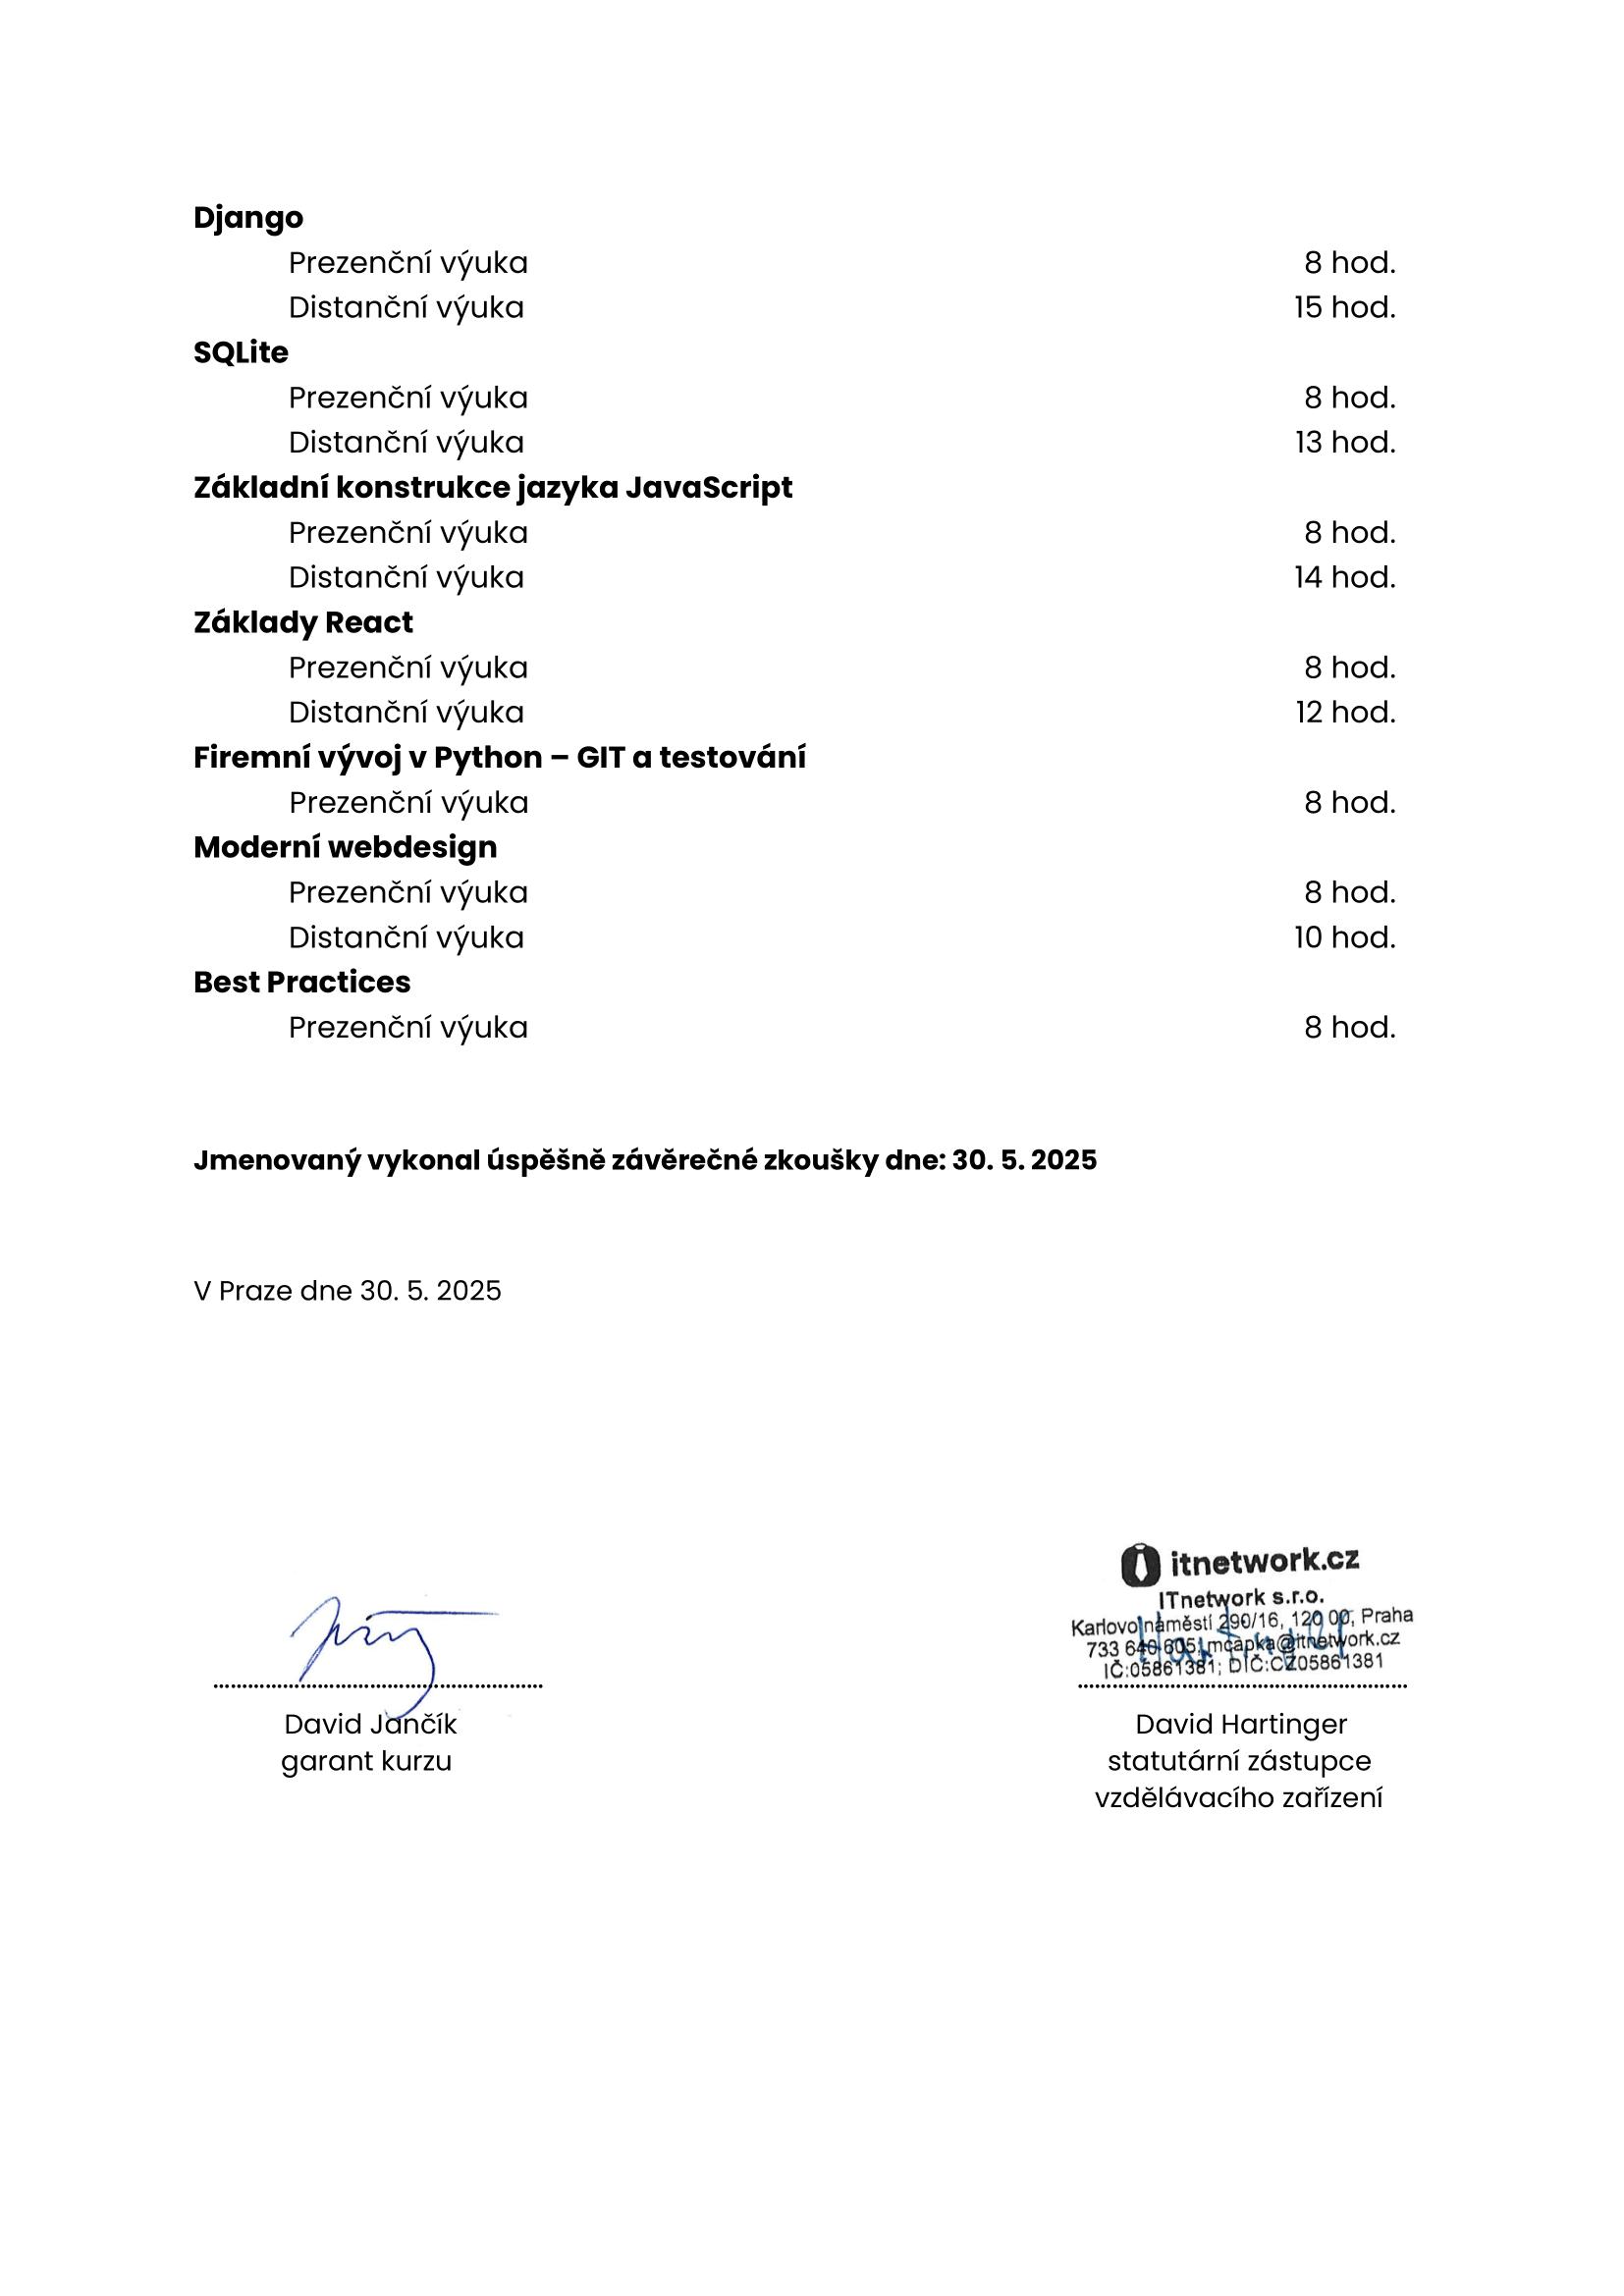 Django
Prezenční výuka 8 hod.
Distanční výuka 15 hod.
SQLite
Prezenční výuka 8 hod.
Distanční výuka 13 hod.
Základní konstrukce jazyka JavaScript
Prezenční výuka 8 hod.
Distanční výuka 14 hod.
Základy React
Prezenční výuka 8 hod.
Distanční výuka 12 hod.
Firemní vývoj v Python – GIT a testování
Prezenční výuka 8 hod.
Moderní webdesign
Prezenční výuka 8 hod.
Distanční výuka 10 hod.
Best Practices
Prezenční výuka 8 hod.
Jmenovaný vykonal úspěšně závěrečné zkoušky dne: 30. 5. 2025
V Praze dne 30. 5. 2025
itnetwork.cz
ITnetwork s.r.o.
Karlovo náměstí 290/16, 120 00, Praha
733 640 605, mcapka@itnetwork.cz
IČ:05861381; DIČ:CZ05861381
Hartinger
David Jančík
garant kurzu
David Hartinger
statutární zástupce
vzdělávacího zařízení